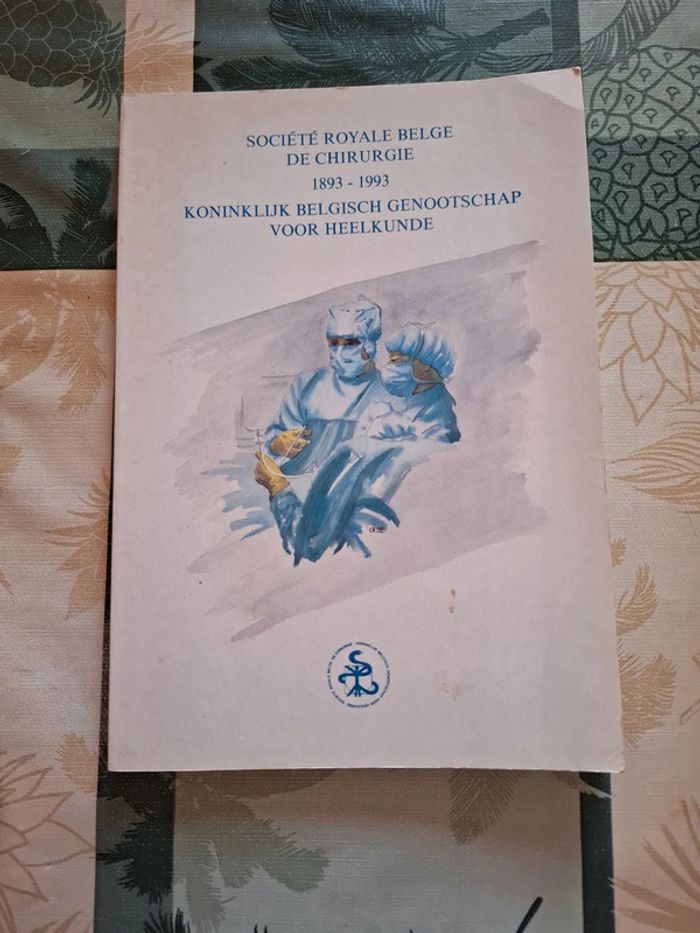 SOCIÉTÉ ROYALE BELGE
DE CHIRURGIE
1893 - 1993
KONINKLIJK BELGISCH GENOOTSCHAP
VOOR HEELKUNDE